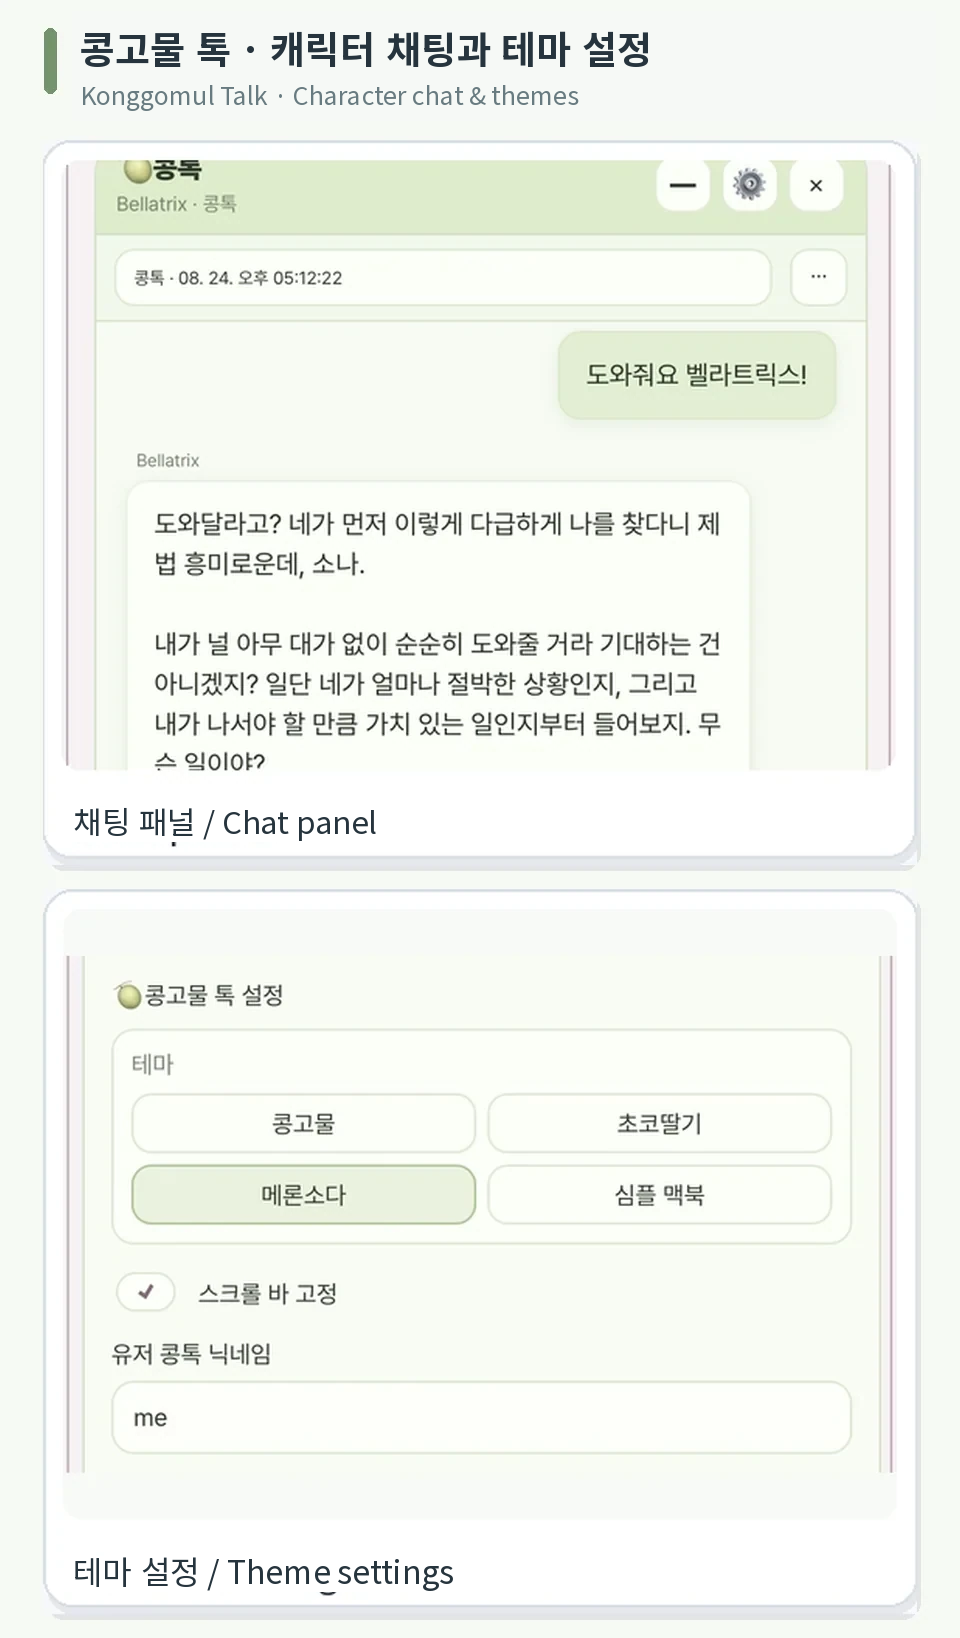 콩고물 톡 · 캐릭터 채팅과 테마 설정
Konggomul Talk · Character chat & themes
콩톡
Bellatrix · 콩톡
콩톡 · 08. 24. 오후 05:12:22
도와줘요 벨라트릭스!
Bellatrix
도와달라고? 네가 먼저 이렇게 다급하게 나를 찾다니 제
법 흥미로운데, 소나.
내가 널 아무 대가 없이 순순히 도와줄 거라 기대하는 건
아니겠지? 일단 네가 얼마나 절박한 상황인지, 그리고
내가 나서야 할 만큼 가치 있는 일인지부터 들어보지. 무
슨 일이야?
채팅 패널 / Chat panel
콩고물 톡 설정
테마
콩고물
초코딸기
메론소다
심플 맥북
스크롤 바 고정
유저 콩톡 닉네임
me
테마 설정 / Theme settings